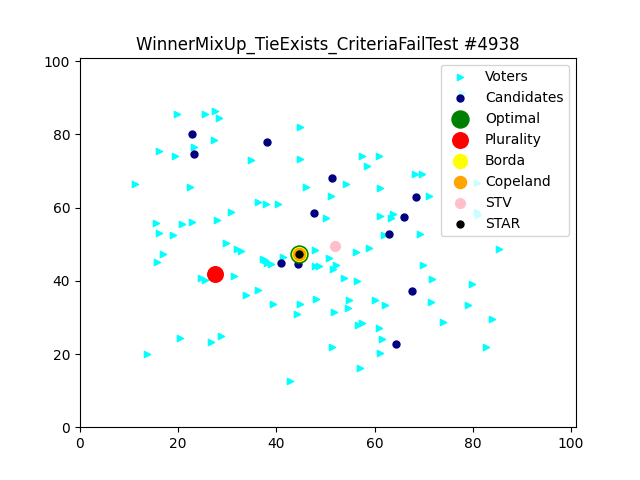 WinnerMixUp_TieExists_CriteriaFailTest #4938
100
80
60
40
20
0
0
20
40
60
80
100
Voters
Candidates
Optimal
Plurality
Borda
Copeland
STV
STAR